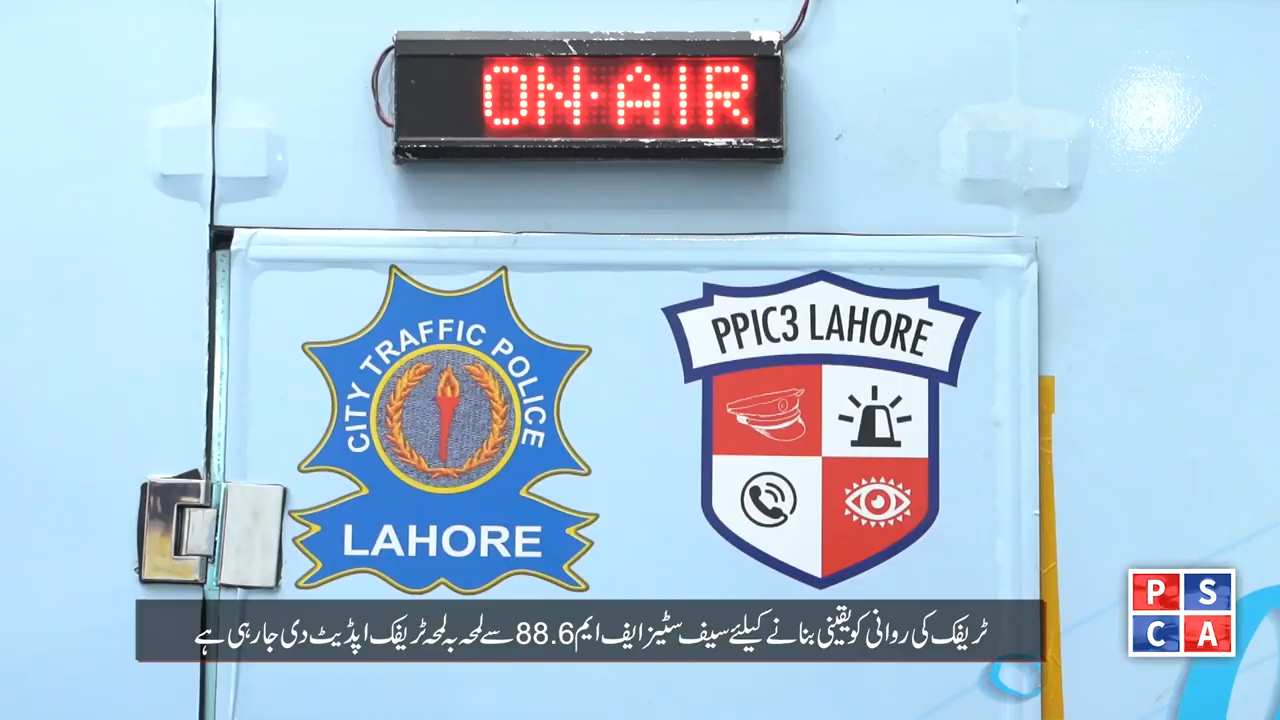 ON·AIR
CITY TRAFFIC POLICE
LAHORE
PPIC3 LAHORE
ٹریفک کی روانی کو یقینی بنانے کیلئے سیف سٹیز ایف ایم 88.6 سے لمحہ بہ لمحہ ٹریفک اپڈیٹ دی جا رہی ہے
P S
C A